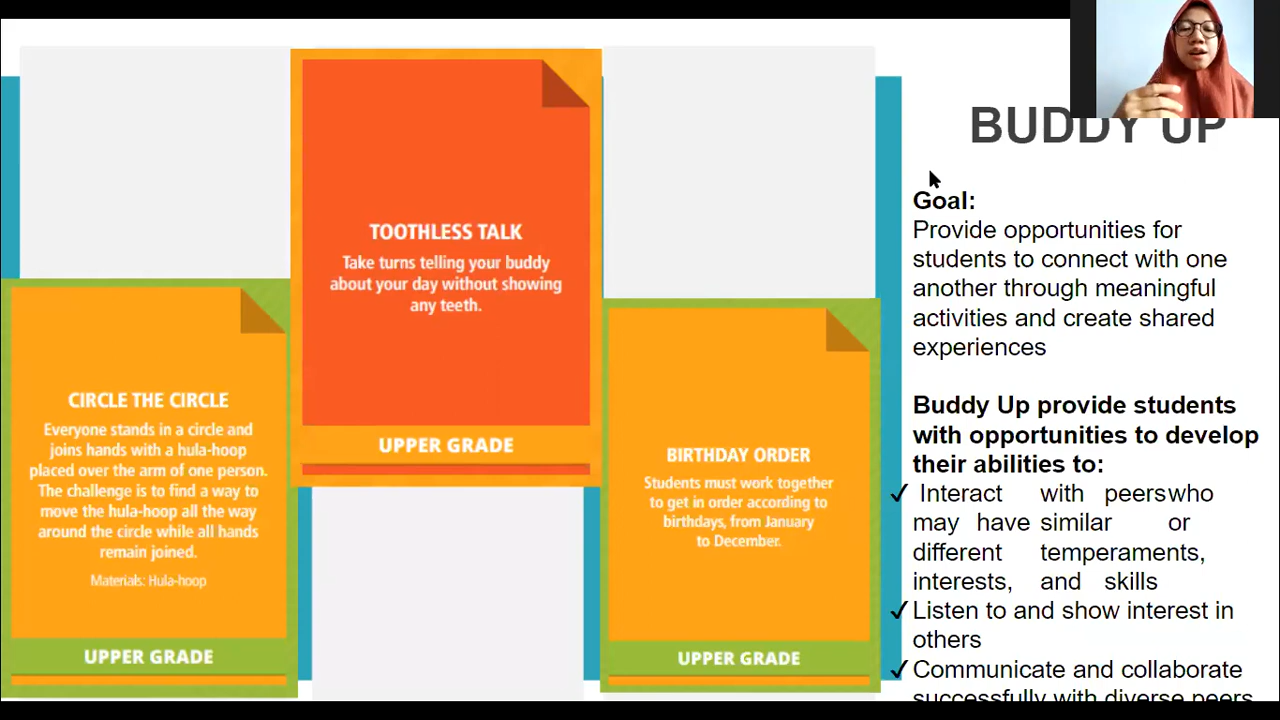 TOOTHLESS TALK
Take turns telling your buddy
about your day without showing
any teeth.
UPPER GRADE
CIRCLE THE CIRCLE
Everyone stands in a circle and
joins hands with a hula-hoop
placed over the arm of one person.
The challenge is to find a way to
move the hula-hoop all the way
around the circle while all hands
remain joined.
Materials: Hula-hoop
UPPER GRADE
BIRTHDAY ORDER
Students must work together
to get in order according to
birthdays, from January
to December.
UPPER GRADE
BUDDY UP
Goal:
Provide opportunities for
students to connect with one
another through meaningful
activities and create shared
experiences
Buddy Up provide students
with opportunities to develop
their abilities to:
✓ Interact with peers who
may have similar or
different temperaments,
interests, and skills
✓ Listen to and show interest in
others
✓ Communicate and collaborate
successfully with diverse peers